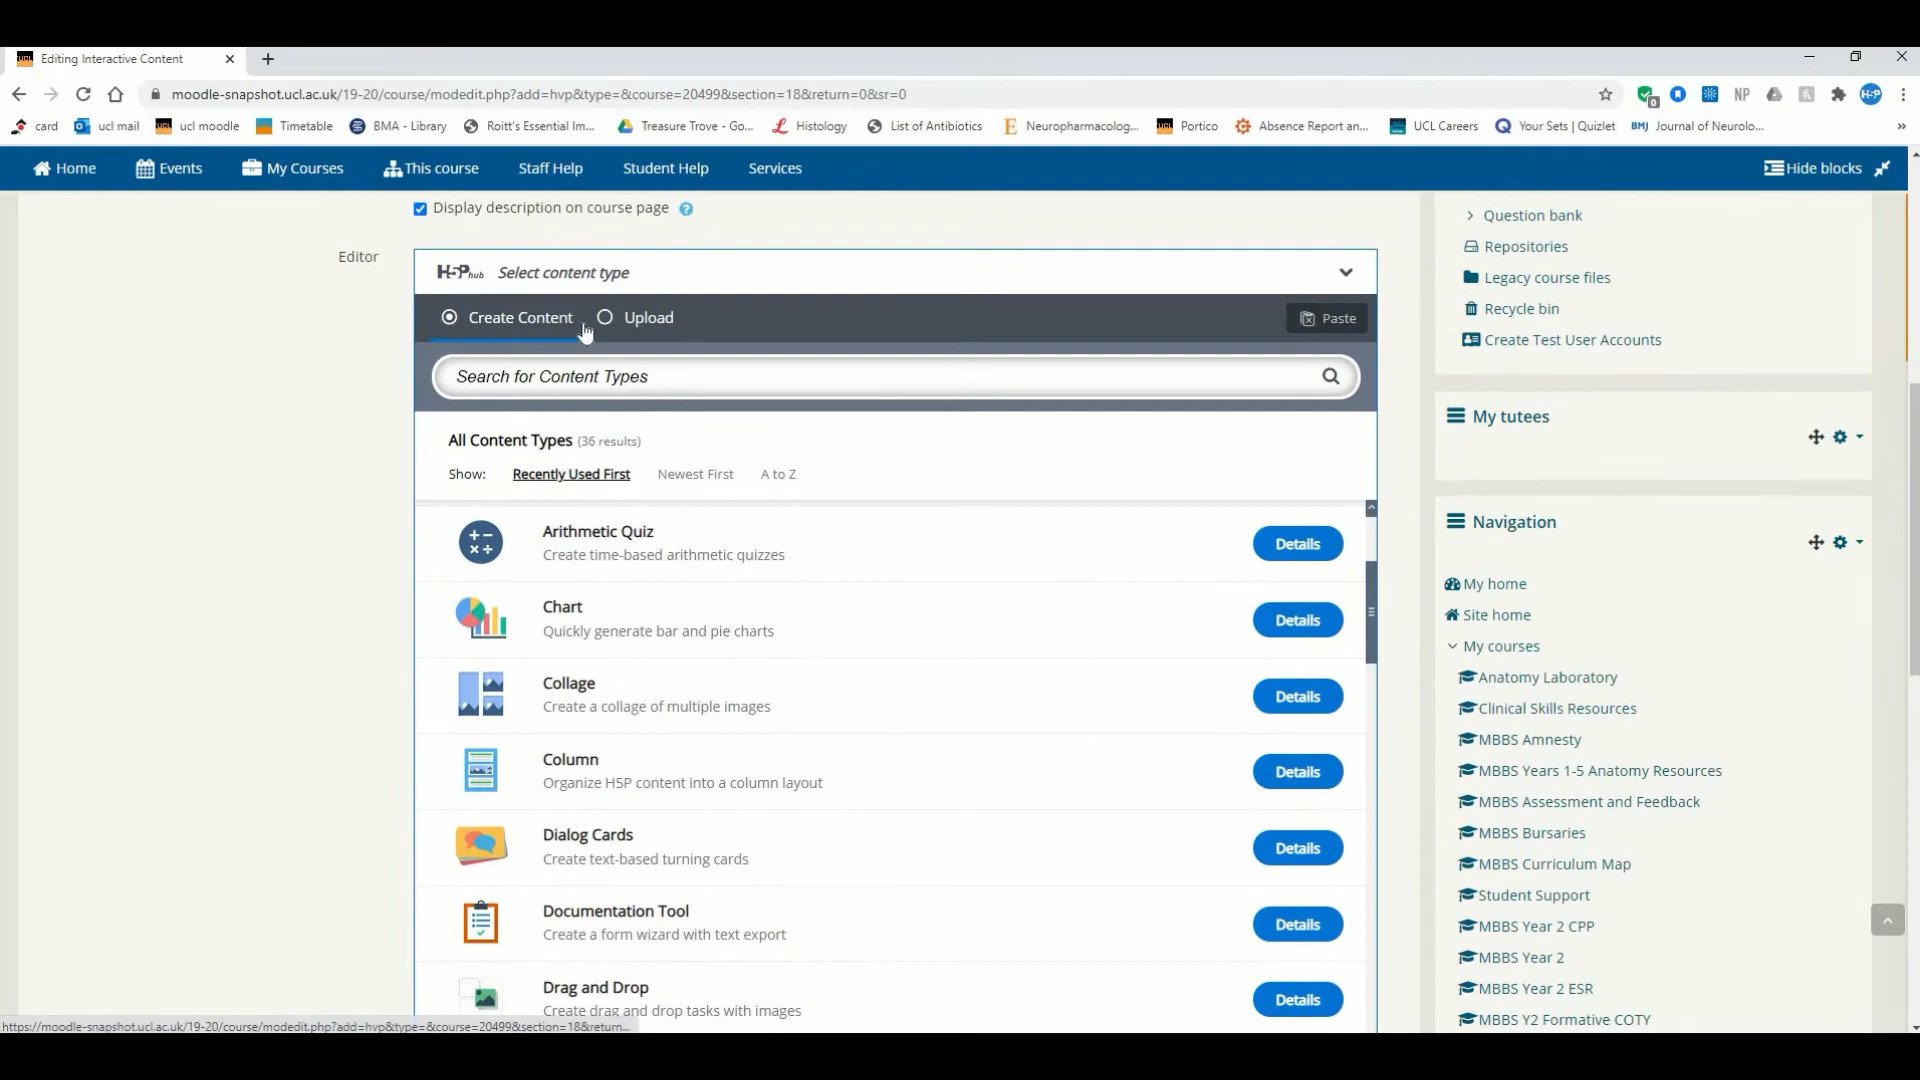 UCL Editing Interactive Content
moodle-snapshot.ucl.ac.uk/19-20/course/modedit.php?add=hvp&type=&course=20499&section=18&return=0&sr=0
0 NP H-P
card ucl mail ucl moodle Timetable BMA - Library Roitt's Essential Im... Treasure Trove - Go... Histology List of Antibiotics Neuropharmacolog... Portico Absence Report an... UCL Careers Your Sets | Quizlet BMJ Journal of Neurolo... »
Home Events My Courses This course Staff Help Student Help Services Hide blocks
Display description on course page ?
Editor
H5P hub Select content type
Create Content Upload Paste
Search for Content Types
All Content Types (36 results)
Show: Recently Used First Newest First A to Z
Arithmetic Quiz
Create time-based arithmetic quizzes
Details
Chart
Quickly generate bar and pie charts
Details
Collage
Create a collage of multiple images
Details
Column
Organize H5P content into a column layout
Details
Dialog Cards
Create text-based turning cards
Details
Documentation Tool
Create a form wizard with text export
Details
Drag and Drop
Create drag and drop tasks with images
Details
Question bank
Repositories
Legacy course files
Recycle bin
Create Test User Accounts
My tutees
Navigation
My home
Site home
My courses
Anatomy Laboratory
Clinical Skills Resources
MBBS Amnesty
MBBS Years 1-5 Anatomy Resources
MBBS Assessment and Feedback
MBBS Bursaries
MBBS Curriculum Map
Student Support
MBBS Year 2 CPP
MBBS Year 2
MBBS Year 2 ESR
MBBS Y2 Formative COTY
https://moodle-snapshot.ucl.ac.uk/19-20/course/modedit.php?add=hvp&type=&course=20499&section=18&return...